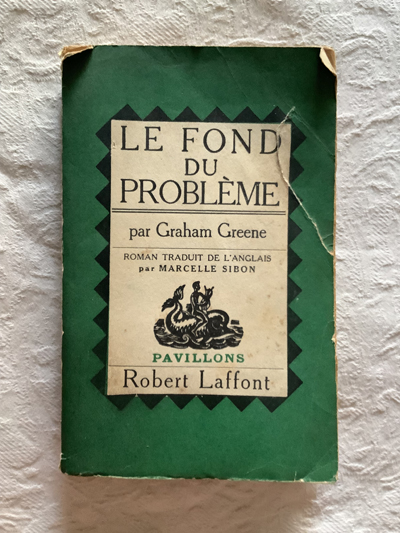 LE FOND
DU
PROBLÈME
par Graham Greene
ROMAN TRADUIT DE L'ANGLAIS
par MARCELLE SIBON
PAVILLONS
Robert Laffont